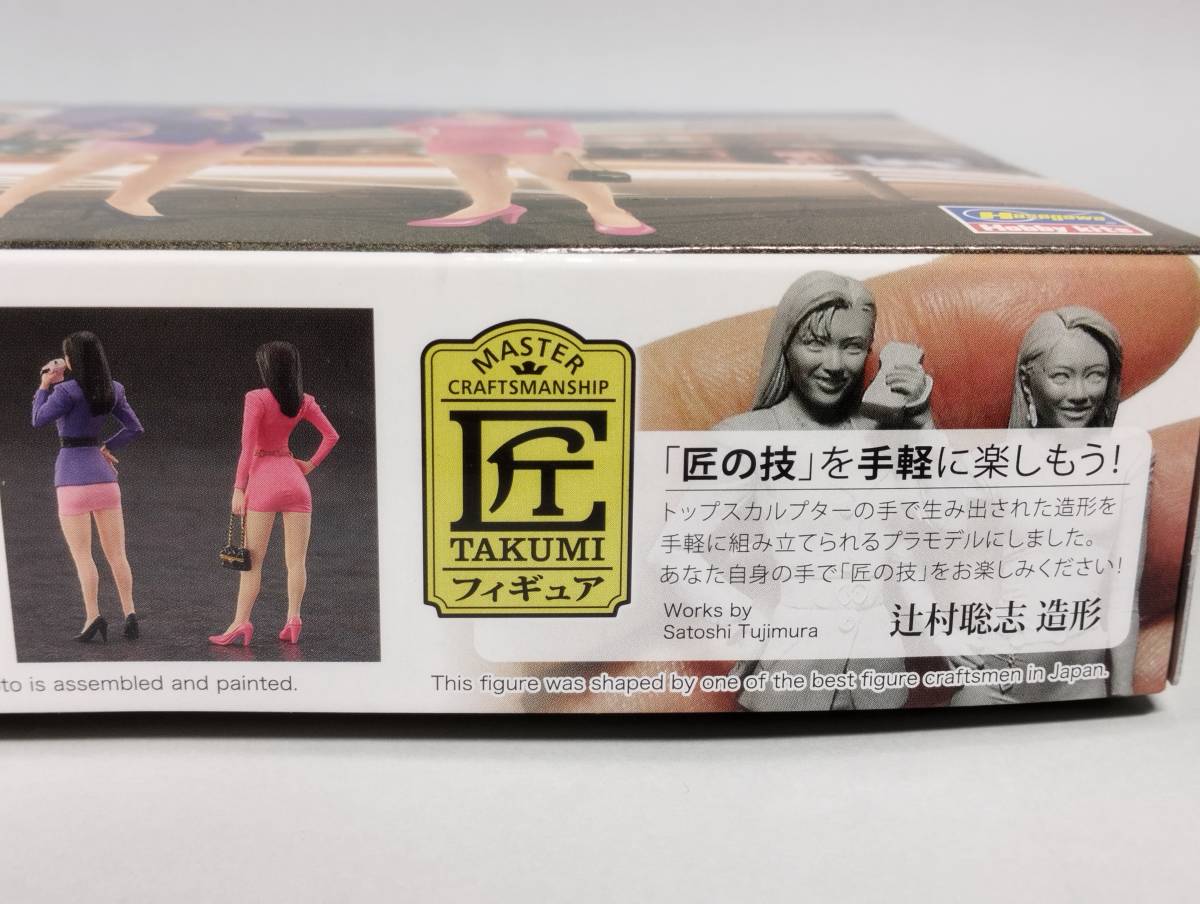 Hasegawa
Hobby kits
MASTER
CRAFTSMANSHIP
匠
TAKUMI
フィギュア
「匠の技」を手軽に楽しもう!
トップスカルプターの手で生み出された造形を
手軽に組み立てられるプラモデルにしました。
あなた自身の手で「匠の技」をお楽しみください!
Works by
Satoshi Tujimura
辻村聡志 造形
to is assembled and painted.
This figure was shaped by one of the best figure craftsmen in Japan.